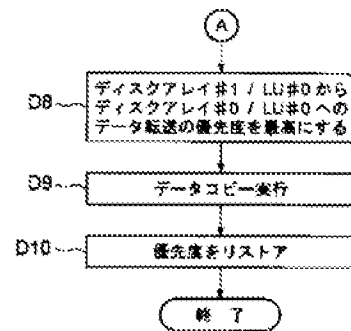 A
D8
ディスクアレイ#1 / LU#0 から
ディスクアレイ#0 / LU#0 への
データ転送の優先度を最高にする
D9
データコピー実行
D10
優先度をリストア
終 了